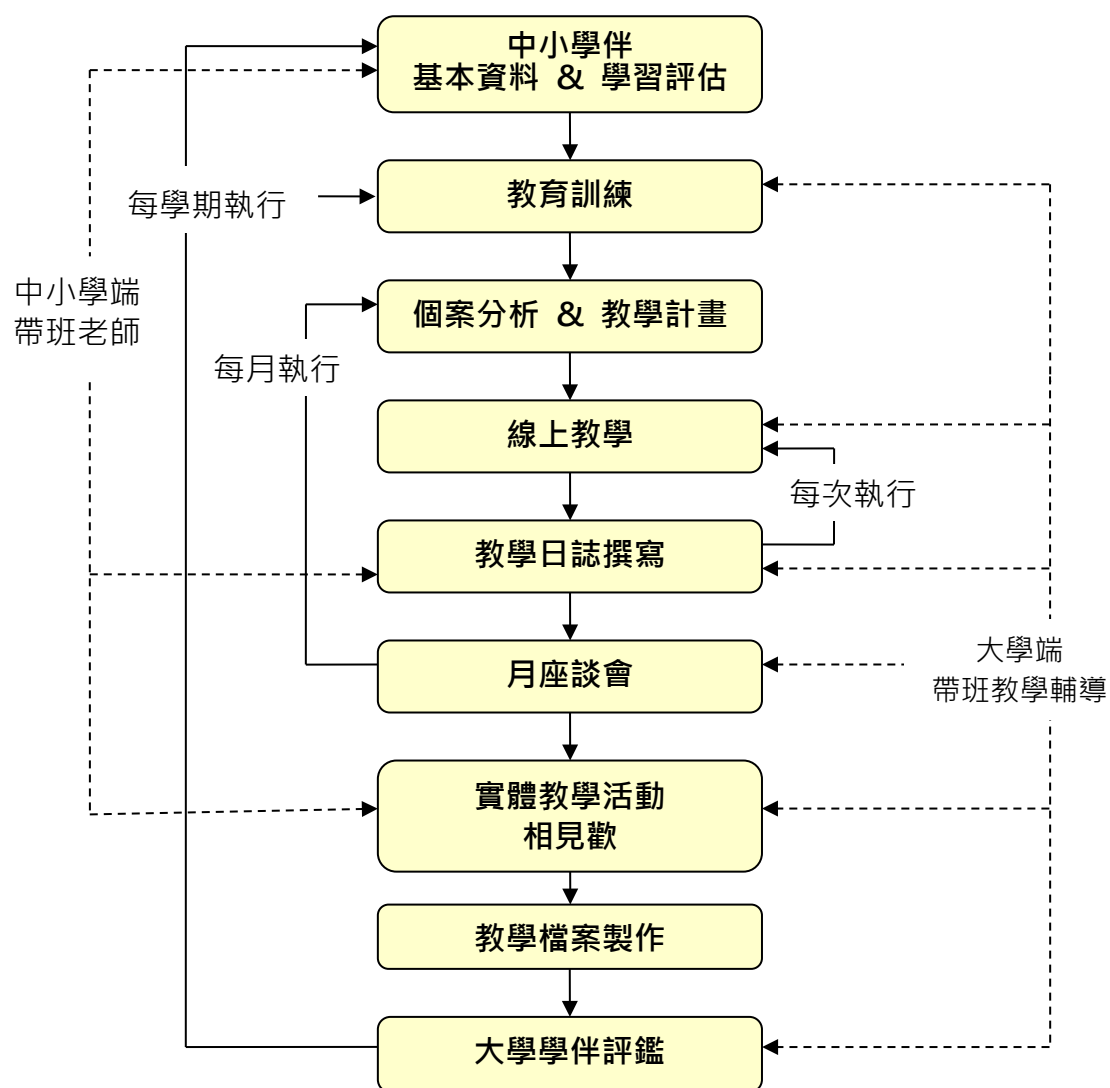 中小學伴
基本資料 & 學習評估
教育訓練
每學期執行
中小學端
帶班老師
個案分析 & 教學計畫
每月執行
線上教學
每次執行
教學日誌撰寫
月座談會
大學端
帶班教學輔導
實體教學活動
相見歡
教學檔案製作
大學學伴評鑑